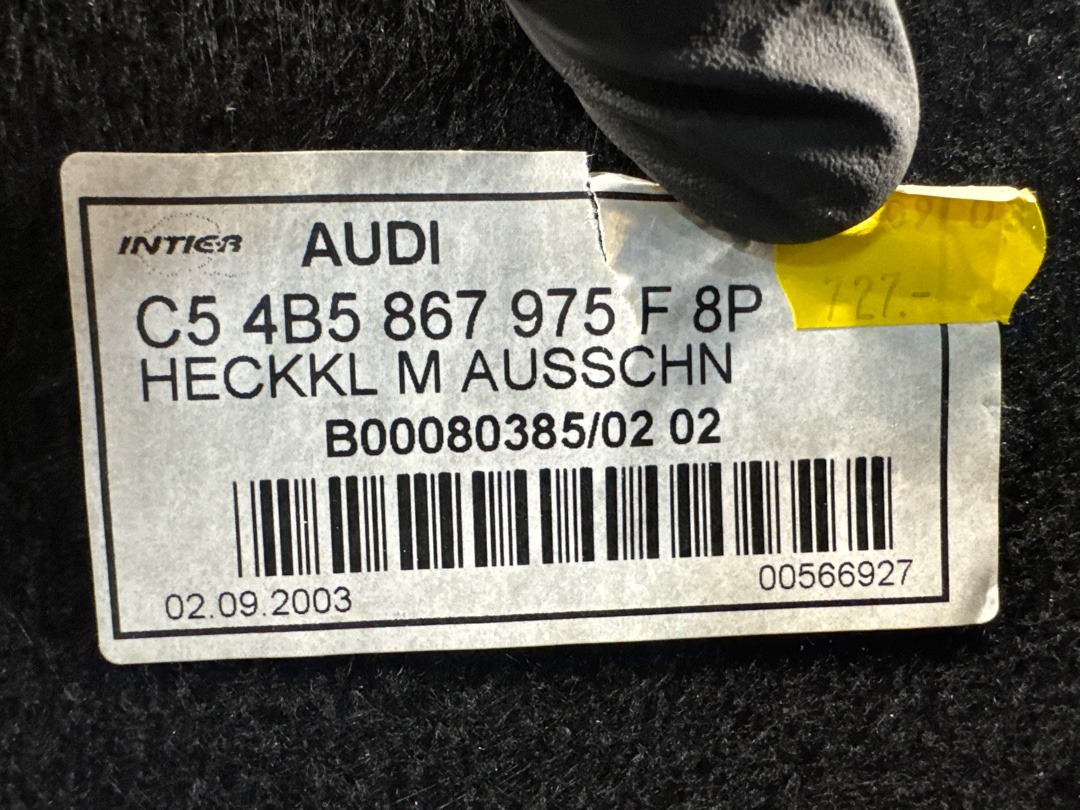 INTIER AUDI
C5 4B5 867 975 F 8P
727.-
HECKKL M AUSSCHN
B00080385/02 02
02.09.2003
00566927